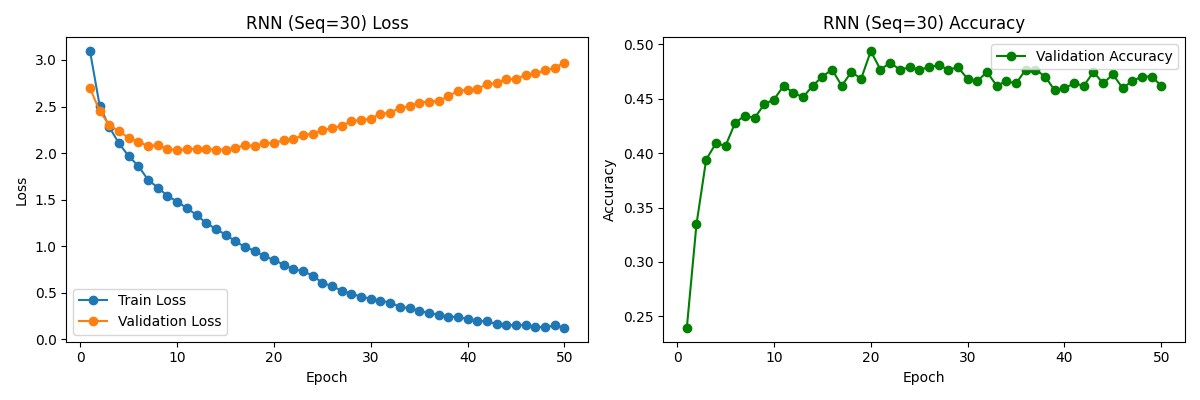 RNN (Seq=30) Loss
3.0
2.5
2.0
1.5
1.0
0.5
0.0
Loss
Train Loss
Validation Loss
0 10 20 30 40 50
Epoch
RNN (Seq=30) Accuracy
0.50
0.45
0.40
0.35
0.30
0.25
Accuracy
Validation Accuracy
0 10 20 30 40 50
Epoch